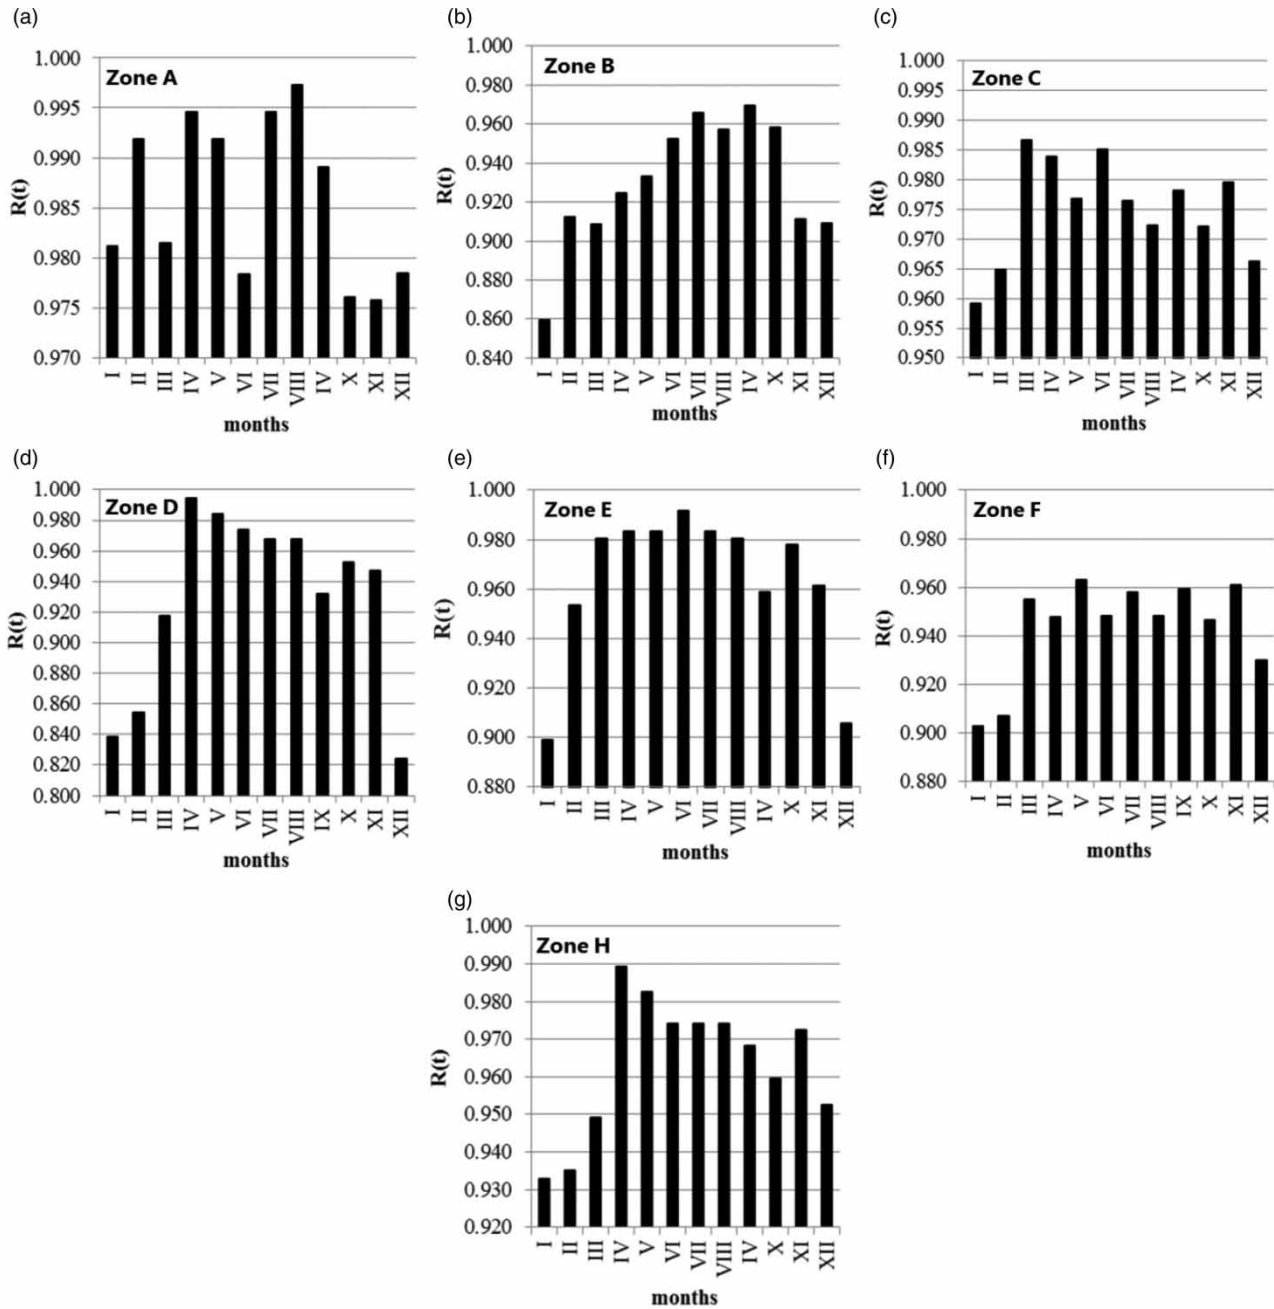 (a)
Zone A
1.000
0.995
0.990
0.985
0.980
0.975
0.970
R(t)
I II III IV V VI VII VIII IV X XI XII
months
(b)
Zone B
1.000
0.980
0.960
0.940
0.920
0.900
0.880
0.860
0.840
R(t)
I II III IV V VI VII VIII IV X XI XII
months
(c)
Zone C
1.000
0.995
0.990
0.985
0.980
0.975
0.970
0.965
0.960
0.955
0.950
R(t)
I II III IV V VI VII VIII IV X XI XII
months
(d)
Zone D
1.000
0.980
0.960
0.940
0.920
0.900
0.880
0.860
0.840
0.820
0.800
R(t)
I II III IV V VI VII VIII IX X XI XII
months
(e)
Zone E
1.000
0.980
0.960
0.940
0.920
0.900
0.880
R(t)
I II III IV V VI VII VIII IV X XI XII
months
(f)
Zone F
1.000
0.980
0.960
0.940
0.920
0.900
0.880
R(t)
I II III IV V VI VII VIII IX X XI XII
months
(g)
Zone H
1.000
0.990
0.980
0.970
0.960
0.950
0.940
0.930
0.920
R(t)
I II III IV V VI VII VIII IV X XI XII
months